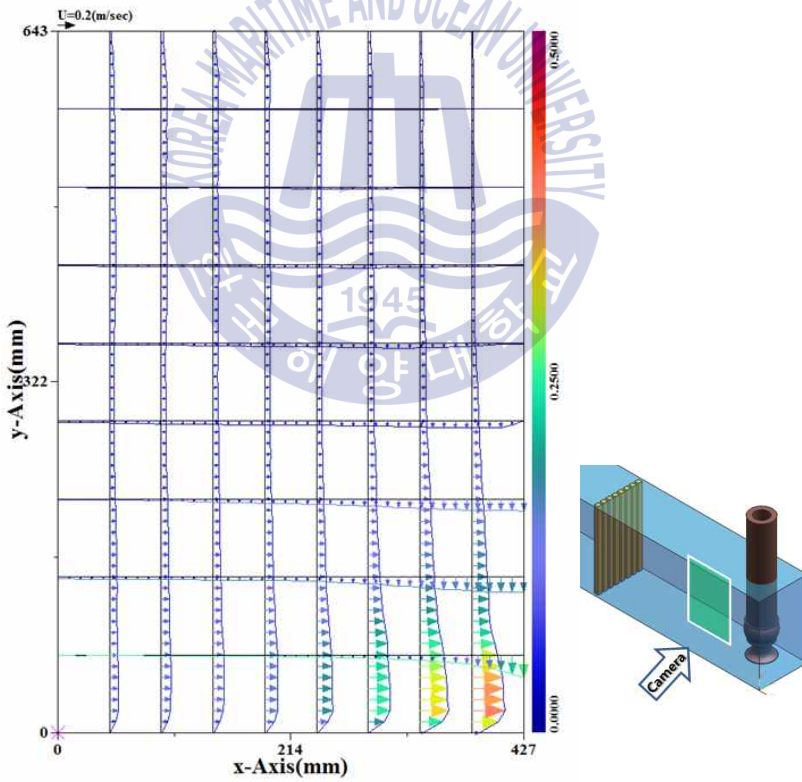 U=0.2(m/sec)
643
322
0
y-Axis(mm)
0
214
427
x-Axis(mm)
0.5000
0.2500
0.0000
KOREA MARITIME AND OCEAN UNIVERSITY
1945
해양대학교
Camera